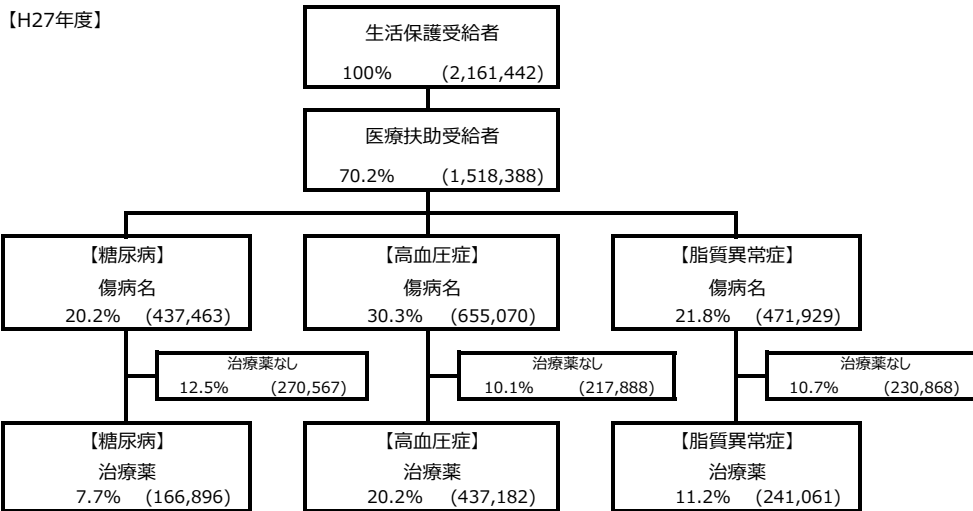 【H27年度】
生活保護受給者
100% (2,161,442)
医療扶助受給者
70.2% (1,518,388)
【糖尿病】
傷病名
20.2% (437,463)
【高血圧症】
傷病名
30.3% (655,070)
【脂質異常症】
傷病名
21.8% (471,929)
治療薬なし
12.5% (270,567)
治療薬なし
10.1% (217,888)
治療薬なし
10.7% (230,868)
【糖尿病】
治療薬
7.7% (166,896)
【高血圧症】
治療薬
20.2% (437,182)
【脂質異常症】
治療薬
11.2% (241,061)